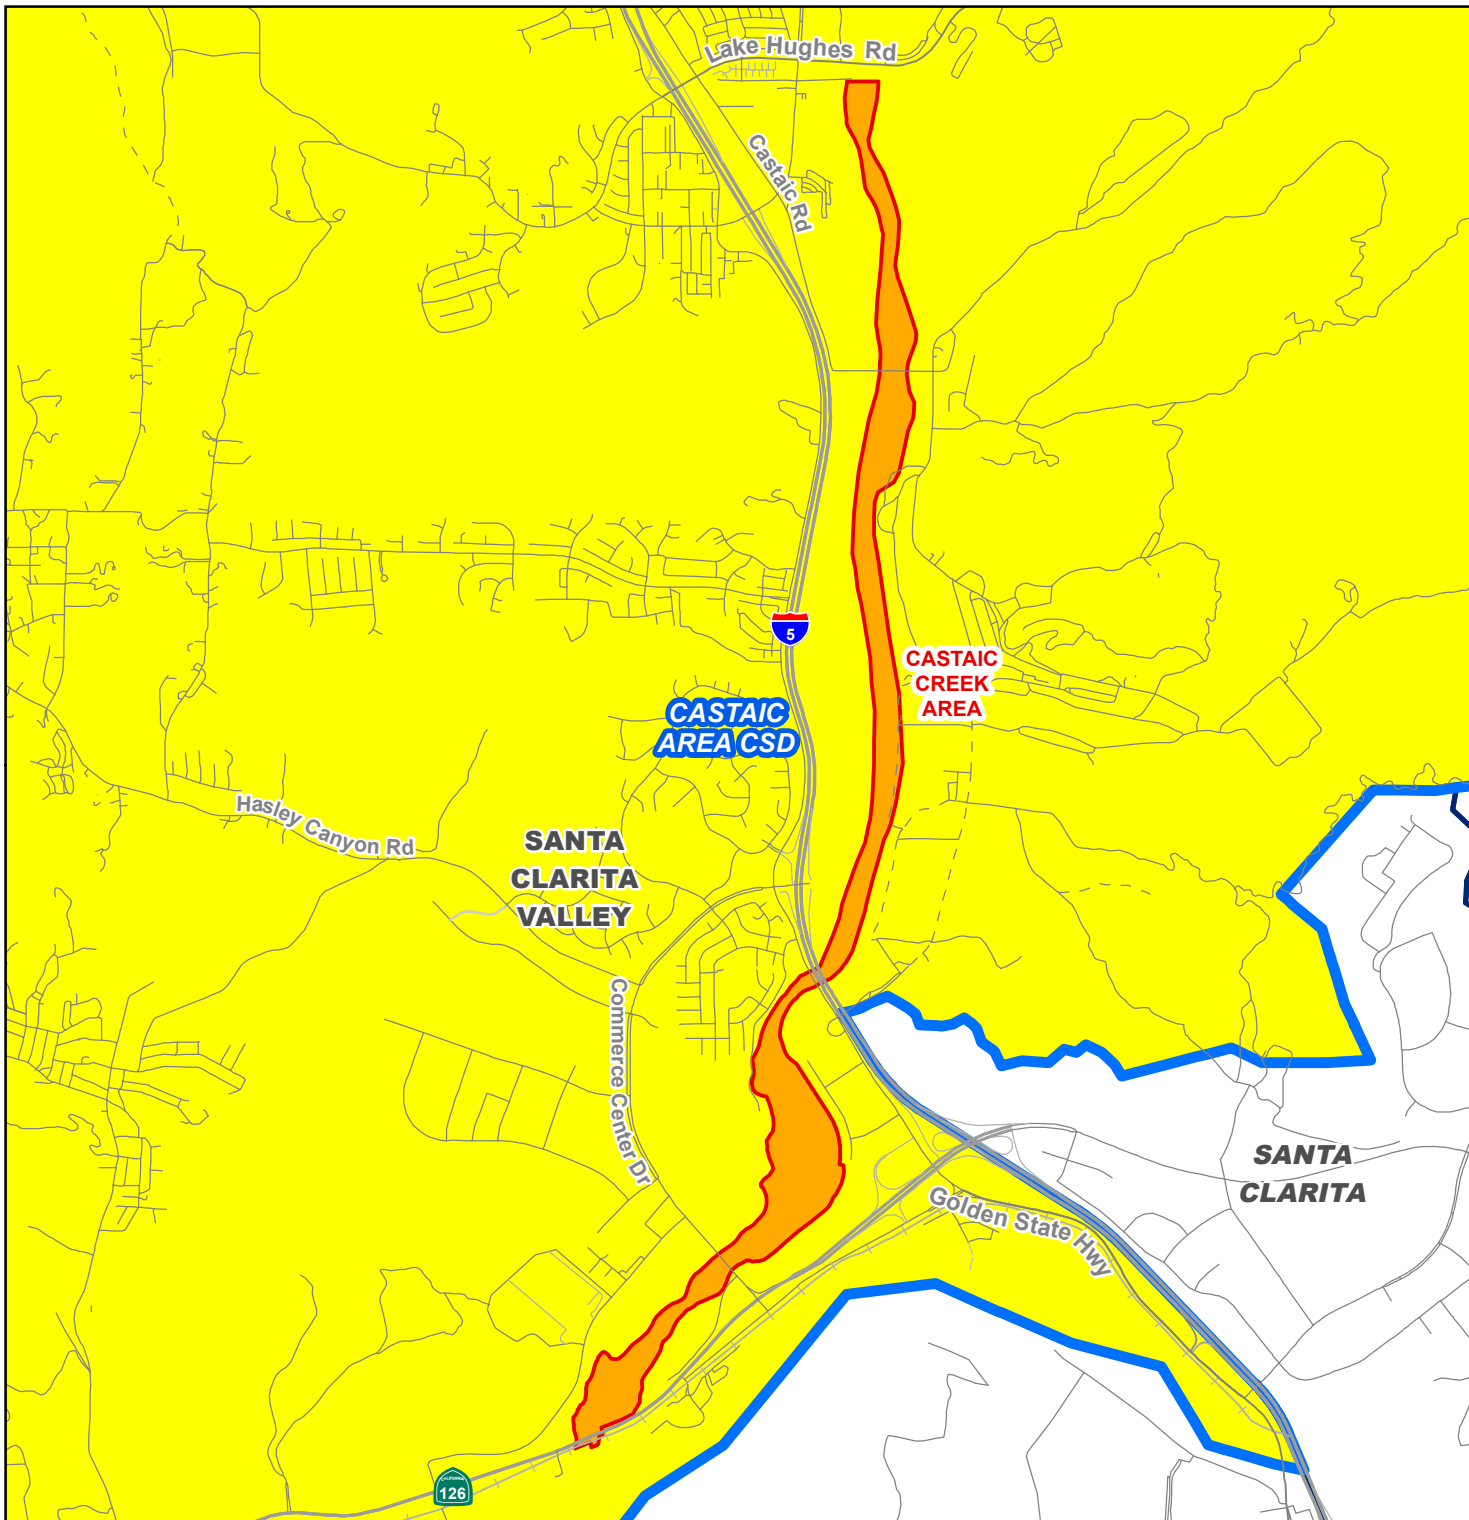 Lake Hughes Rd
Castaic Rd
5
CASTAIC
CREEK
AREA
CASTAIC
AREA CSD
Hasley Canyon Rd
SANTA
CLARITA
VALLEY
Commerce Center Dr
SANTA
CLARITA
Golden State Hwy
CALIFORNIA
126